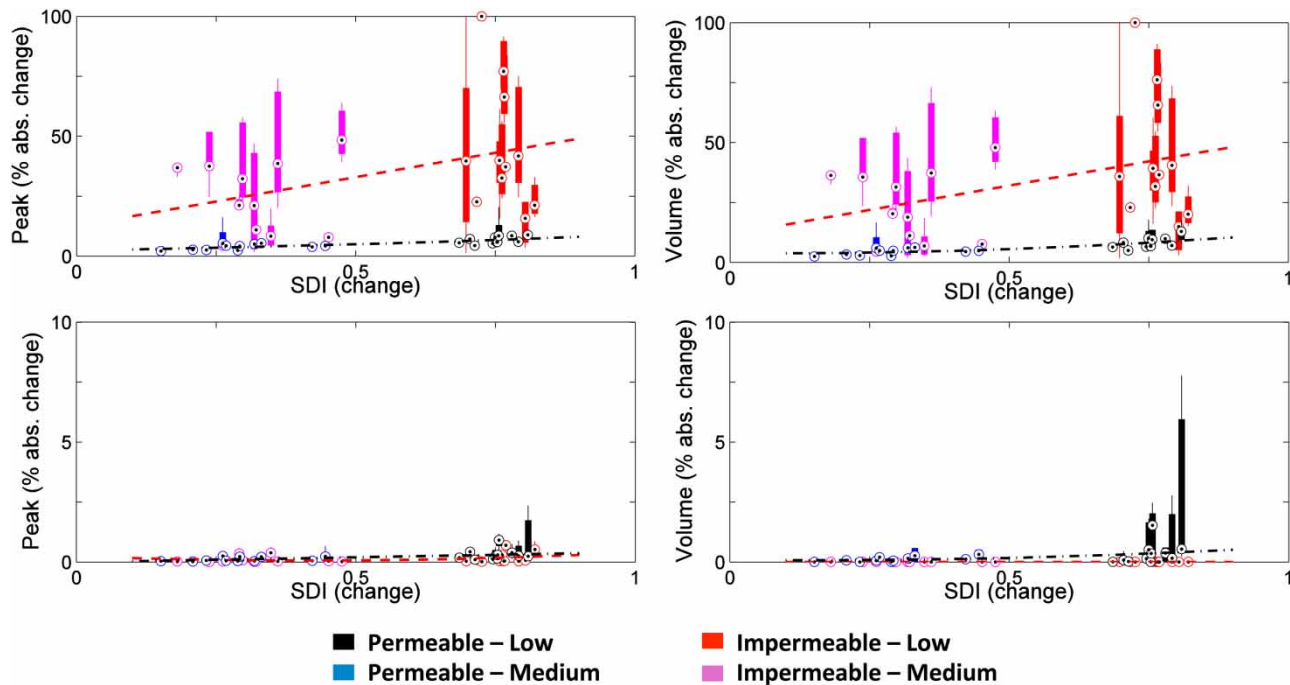 100
50
0
Peak (% abs. change)
0
0.5
1
SDI (change)
100
50
0
Volume (% abs. change)
0
0.5
1
SDI (change)
10
5
0
Peak (% abs. change)
0
0.5
1
SDI (change)
10
5
0
Volume (% abs. change)
0
0.5
1
SDI (change)
Permeable – Low
Impermeable – Low
Permeable – Medium
Impermeable – Medium